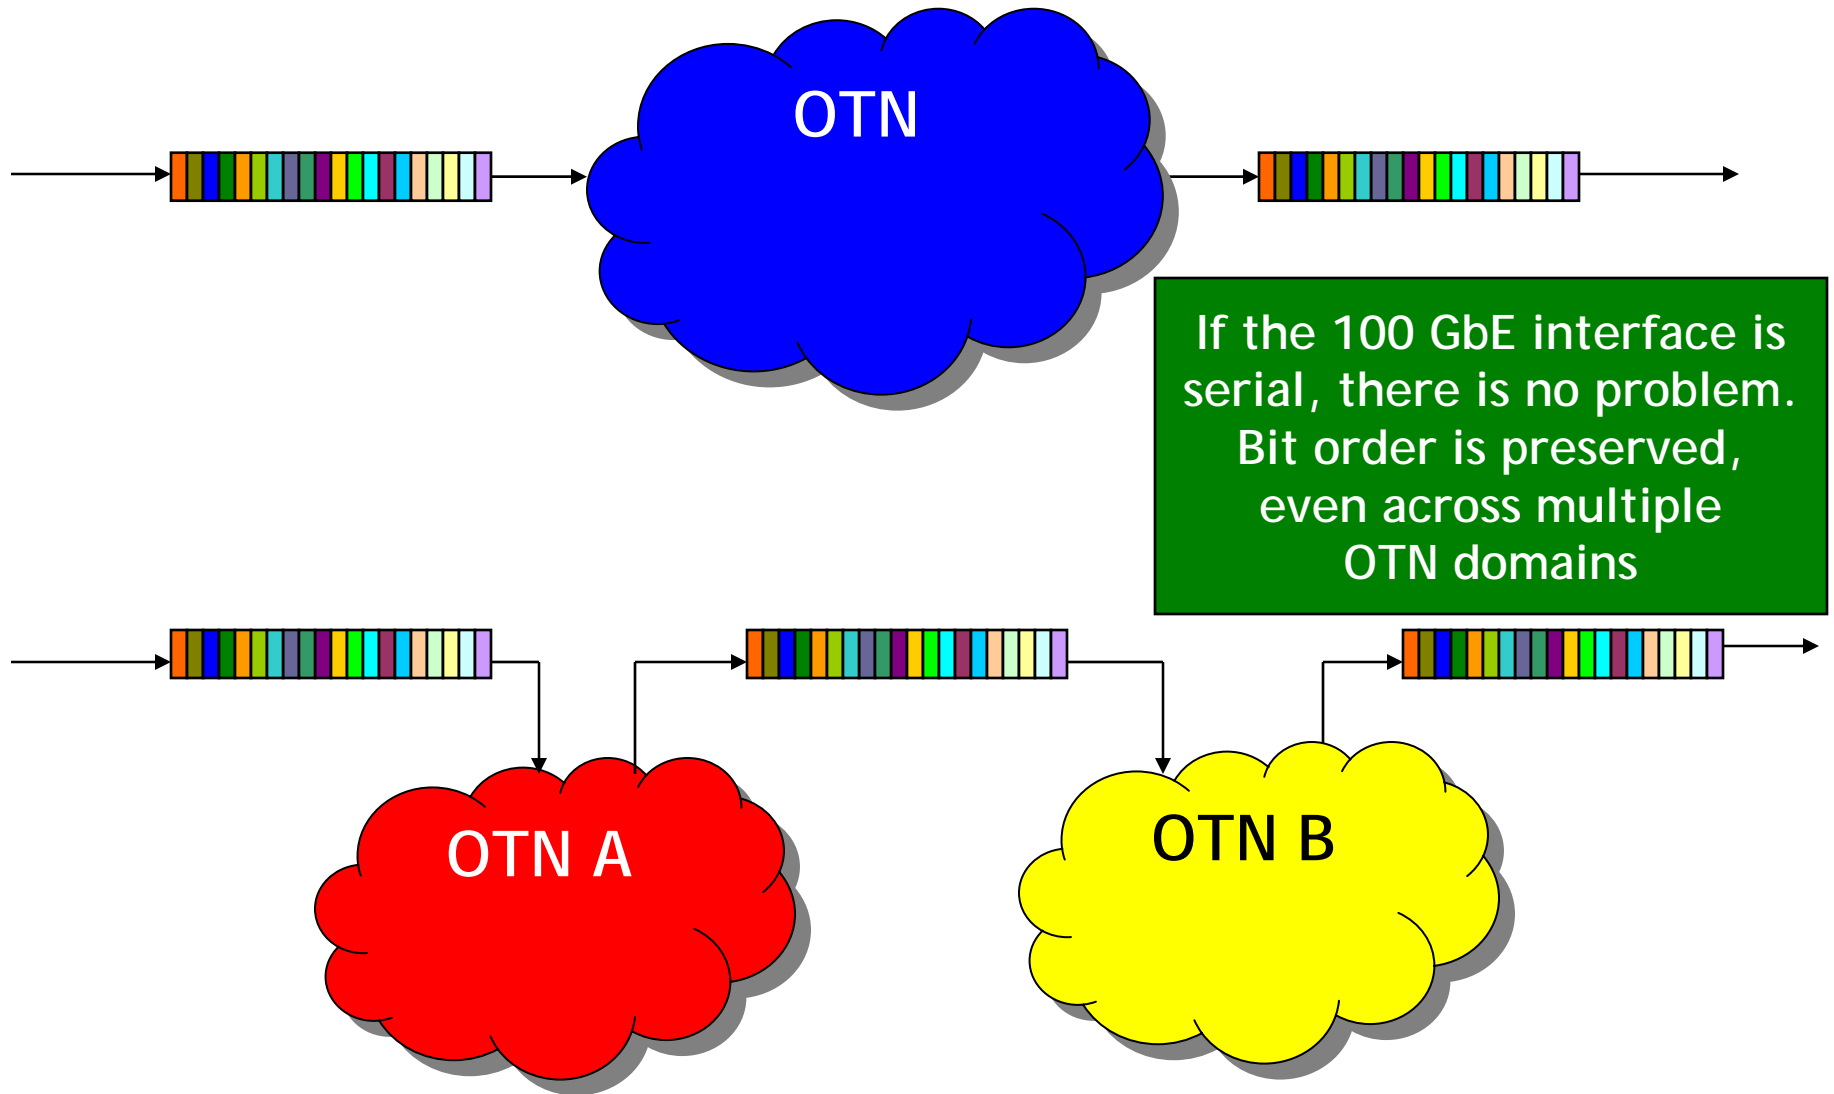 OTN
If the 100 GbE interface is
serial, there is no problem.
Bit order is preserved,
even across multiple
OTN domains
OTN A
OTN B